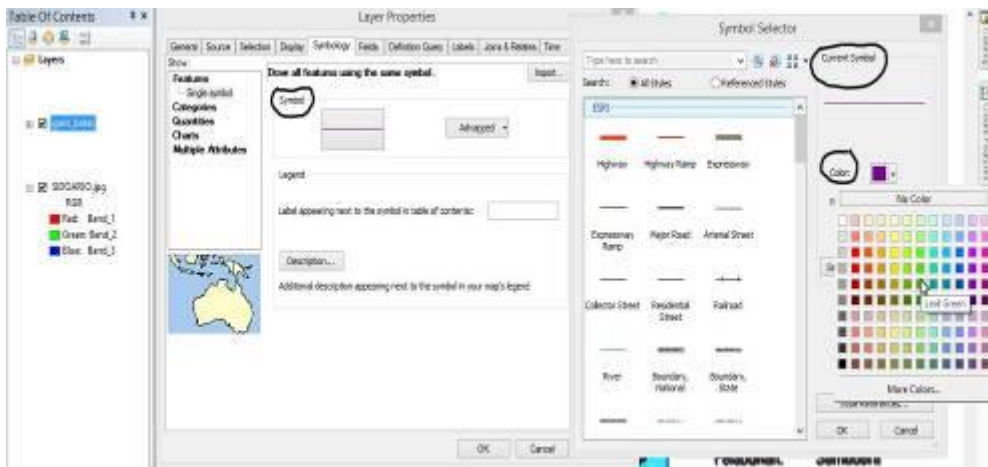 Table Of Contents
Layers
SIDOARJO.jpg
RGB
Red: Band_1
Green: Band_2
Blue: Band_3
Layer Properties
General
Source
Selection
Display
Symbology
Fields
Definition Query
Labels
Joins & Relates
Time
Show:
Features
Single symbol
Categories
Quantities
Charts
Multiple Attributes
Draw all features using the same symbol.
Import...
Symbol
Advanced
Legend
Label appearing next to the symbol in table of contents:
Description...
Additional description appearing next to the symbol in your map's legend
OK
Cancel
Symbol Selector
Type here to search
Search:
All Styles
Referenced Styles
ESRI
Highway
Highway Ramp
Expressway
Expressway Ramp
Major Road
Arterial Street
Collector Street
Residential Street
Railroad
River
Boundary, National
Boundary, State
Current Symbol
Color:
No Color
Leaf Green
More Colors...
Style References...
OK
Cancel